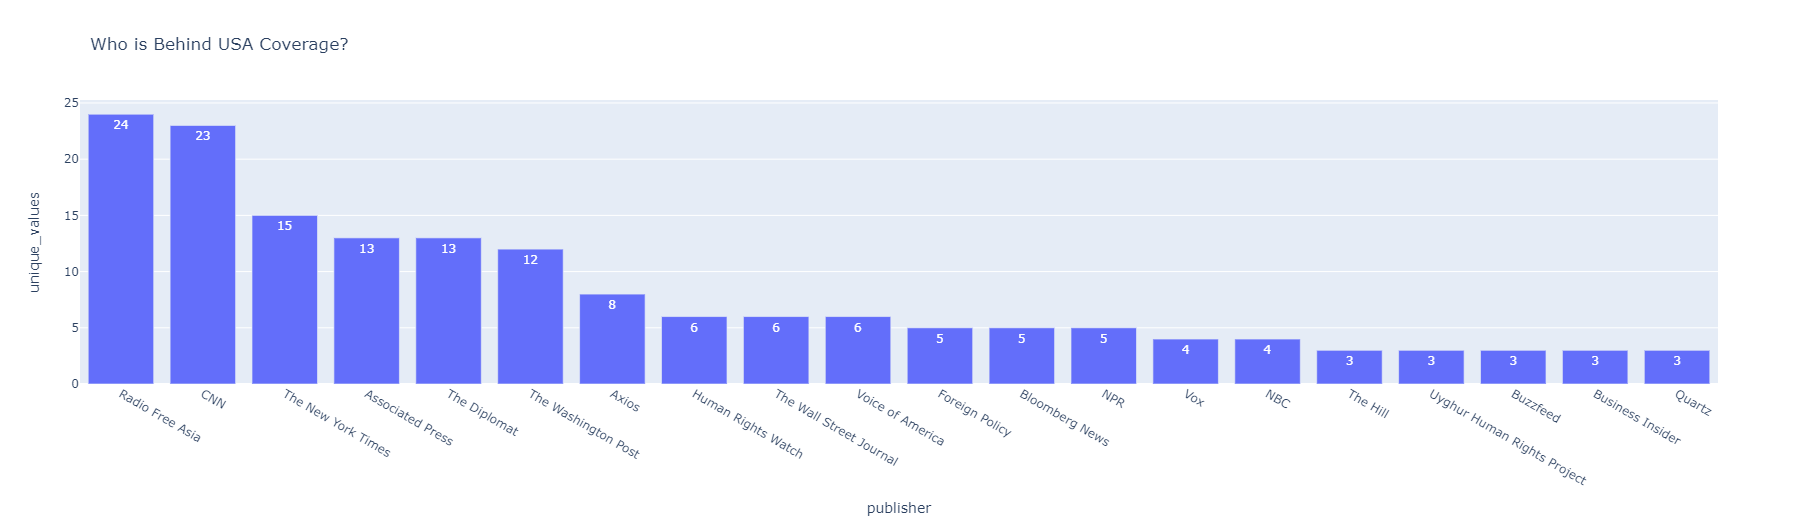 Who is Behind USA Coverage?
unique_values
25
20
15
10
5
0
24
23
15
13
13
12
8
6
6
6
5
5
5
4
4
3
3
3
3
3
Radio Free Asia
CNN
The New York Times
Associated Press
The Diplomat
The Washington Post
Axios
Human Rights Watch
The Wall Street Journal
Voice of America
Foreign Policy
Bloomberg News
NPR
Vox
NBC
The Hill
Uyghur Human Rights Project
Buzzfeed
Business Insider
Quartz
publisher